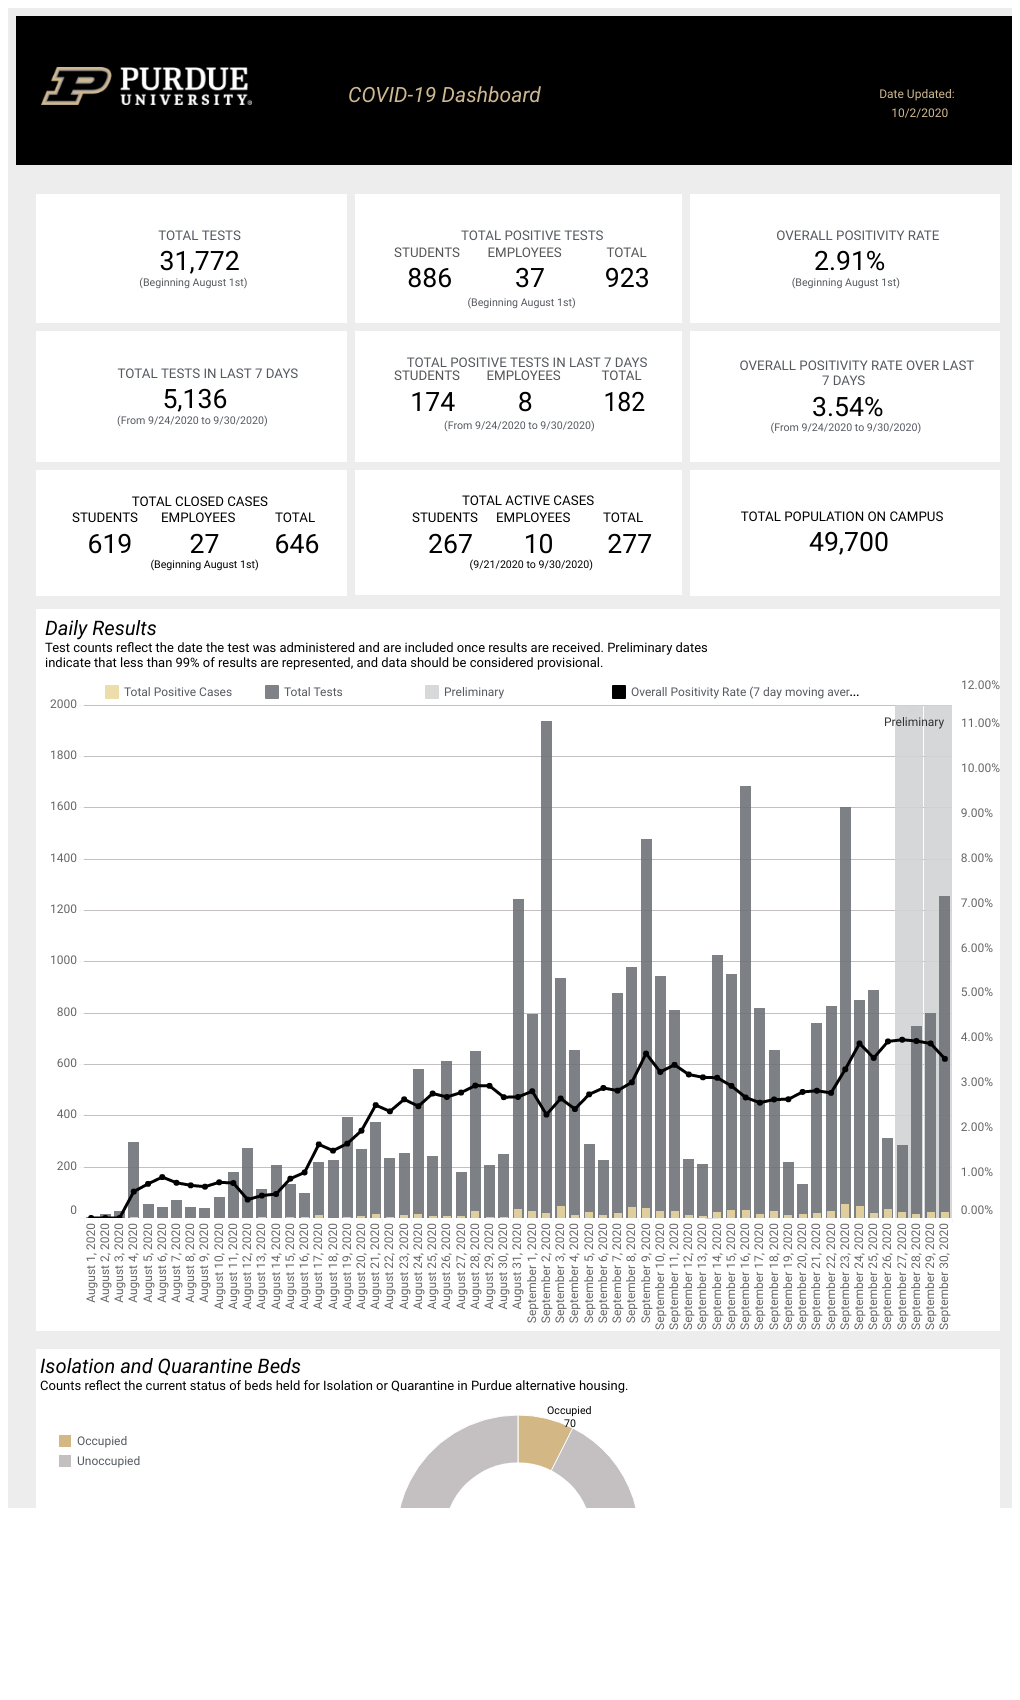 PURDUE
UNIVERSITY®
COVID-19 Dashboard
Date Updated:
10/2/2020
TOTAL TESTS
31,772
(Beginning August 1st)
TOTAL POSITIVE TESTS
STUDENTS EMPLOYEES TOTAL
886 37 923
(Beginning August 1st)
OVERALL POSITIVITY RATE
2.91%
(Beginning August 1st)
TOTAL TESTS IN LAST 7 DAYS
5,136
(From 9/24/2020 to 9/30/2020)
TOTAL POSITIVE TESTS IN LAST 7 DAYS
STUDENTS EMPLOYEES TOTAL
174 8 182
(From 9/24/2020 to 9/30/2020)
OVERALL POSITIVITY RATE OVER LAST
7 DAYS
3.54%
(From 9/24/2020 to 9/30/2020)
TOTAL CLOSED CASES
STUDENTS EMPLOYEES TOTAL
619 27 646
(Beginning August 1st)
TOTAL ACTIVE CASES
STUDENTS EMPLOYEES TOTAL
267 10 277
(9/21/2020 to 9/30/2020)
TOTAL POPULATION ON CAMPUS
49,700
Daily Results
Test counts reflect the date the test was administered and are included once results are received. Preliminary dates
indicate that less than 99% of results are represented, and data should be considered provisional.
Total Positive Cases Total Tests Preliminary Overall Positivity Rate (7 day moving aver...
2000
1800
1600
1400
1200
1000
800
600
400
200
0
Preliminary
12.00%
11.00%
10.00%
9.00%
8.00%
7.00%
6.00%
5.00%
4.00%
3.00%
2.00%
1.00%
0.00%
August 1, 2020
August 2, 2020
August 3, 2020
August 4, 2020
August 5, 2020
August 6, 2020
August 7, 2020
August 8, 2020
August 9, 2020
August 10, 2020
August 11, 2020
August 12, 2020
August 13, 2020
August 14, 2020
August 15, 2020
August 16, 2020
August 17, 2020
August 18, 2020
August 19, 2020
August 20, 2020
August 21, 2020
August 22, 2020
August 23, 2020
August 24, 2020
August 25, 2020
August 26, 2020
August 27, 2020
August 28, 2020
August 29, 2020
August 30, 2020
August 31, 2020
September 1, 2020
September 2, 2020
September 3, 2020
September 4, 2020
September 5, 2020
September 6, 2020
September 7, 2020
September 8, 2020
September 9, 2020
September 10, 2020
September 11, 2020
September 12, 2020
September 13, 2020
September 14, 2020
September 15, 2020
September 16, 2020
September 17, 2020
September 18, 2020
September 19, 2020
September 20, 2020
September 21, 2020
September 22, 2020
September 23, 2020
September 24, 2020
September 25, 2020
September 26, 2020
September 27, 2020
September 28, 2020
September 29, 2020
September 30, 2020
Isolation and Quarantine Beds
Counts reflect the current status of beds held for Isolation or Quarantine in Purdue alternative housing.
Occupied
Unoccupied
Occupied
70